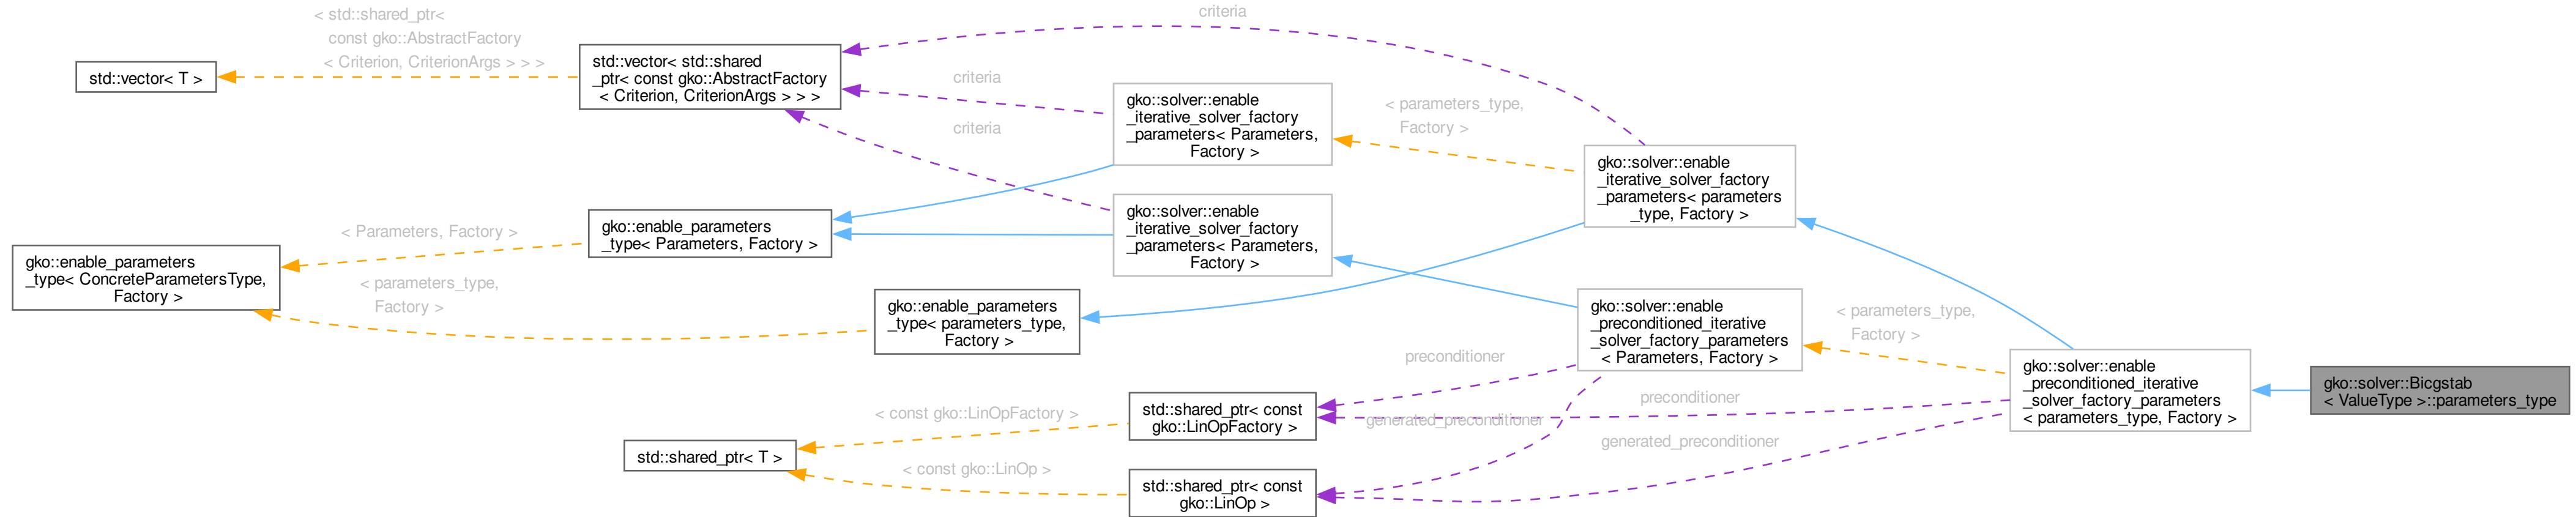 std::vector< T >
< std::shared_ptr<
const gko::AbstractFactory
< Criterion, CriterionArgs > > >
std::vector< std::shared
_ptr< const gko::AbstractFactory
< Criterion, CriterionArgs > > >
criteria
criteria
criteria
gko::solver::enable
_iterative_solver_factory
_parameters< Parameters,
Factory >
< parameters_type,
Factory >
gko::solver::enable
_iterative_solver_factory
_parameters< parameters
_type, Factory >
gko::solver::enable
_iterative_solver_factory
_parameters< Parameters,
Factory >
gko::enable_parameters
_type< Parameters, Factory >
< Parameters, Factory >
gko::enable_parameters
_type< ConcreteParametersType,
Factory >
< parameters_type,
Factory >
gko::enable_parameters
_type< parameters_type,
Factory >
gko::solver::enable
_preconditioned_iterative
_solver_factory_parameters
< Parameters, Factory >
< parameters_type,
Factory >
gko::solver::enable
_preconditioned_iterative
_solver_factory_parameters
< parameters_type, Factory >
gko::solver::Bicgstab
< ValueType >::parameters_type
preconditioner
preconditioner
generated_preconditioner
generated_preconditioner
std::shared_ptr< const
gko::LinOpFactory >
< const gko::LinOpFactory >
std::shared_ptr< T >
< const gko::LinOp >
std::shared_ptr< const
gko::LinOp >